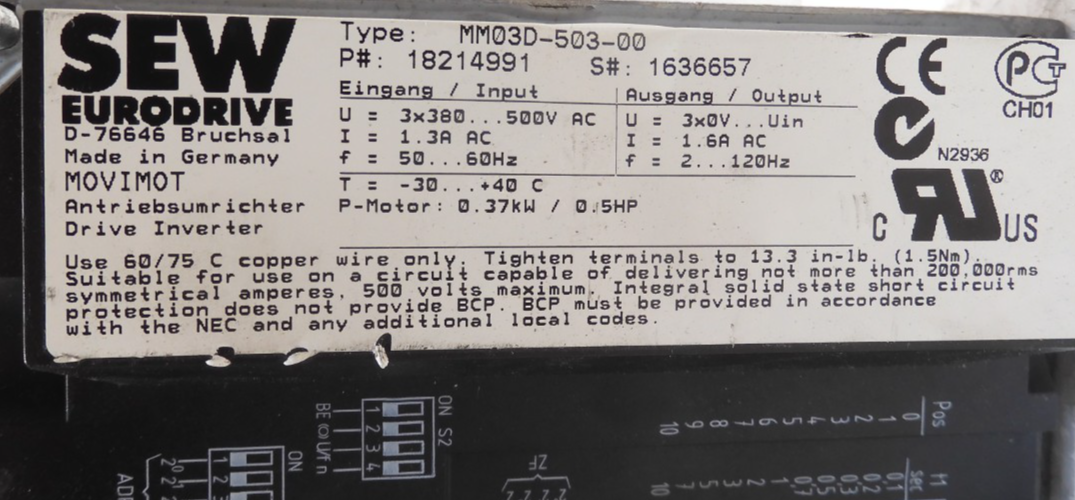 SEW
EURODRIVE
D-76646 Bruchsal
Made in Germany
MOVIMOT
Antriebsumrichter
Drive Inverter
Type: MM03D-503-00
P#: 18214991 S#: 1636657
Eingang / Input
U = 3x380...500V AC
I = 1.3A AC
f = 50...60Hz
Ausgang / Output
U = 3x0V...Uin
I = 1.6A AC
f = 2...120Hz
T = -30...+40 C
P-Motor: 0.37kW / 0.5HP
CE
PCT
CH01
N2936
C RU ® US
Use 60/75 C copper wire only. Tighten terminals to 13.3 in-lb. (1.5Nm).
Suitable for use on a circuit capable of delivering not more than 200,000rms
symmetrical amperes, 500 volts maximum. Integral solid state short circuit
protection does not provide BCP. BCP must be provided in accordance
with the NEC and any additional local codes.
ON S2
1 2 3 4
ON
1 2 3
Pos 0 1 2 3 4 5 6 7 8 9 10
ZF